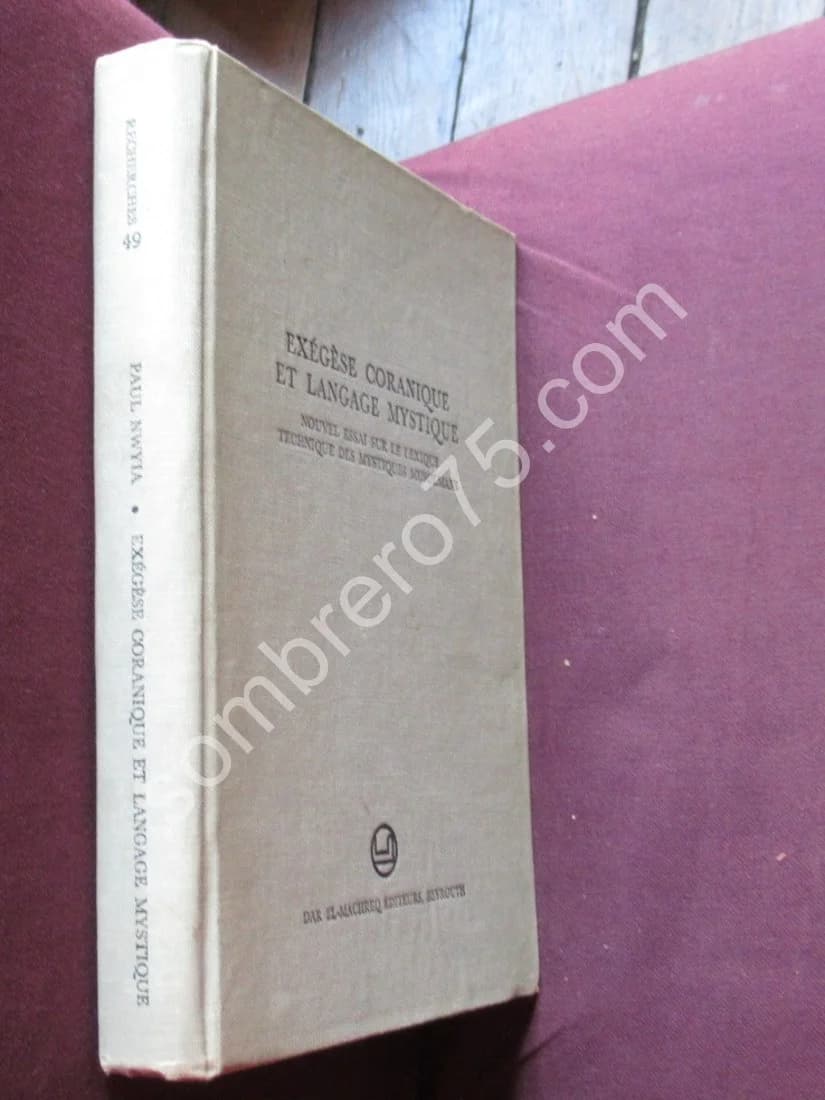 RECHERCHES
49
PAUL NWYIA • EXÉGÈSE CORANIQUE ET LANGAGE MYSTIQUE
EXÉGÈSE CORANIQUE
ET LANGAGE MYSTIQUE
NOUVEL ESSAI SUR LE LEXIQUE
TECHNIQUE DES MYSTIQUES MUSULMANS
DAR EL-MACHREQ ÉDITEURS, BEYROUTH
sombrero75.com